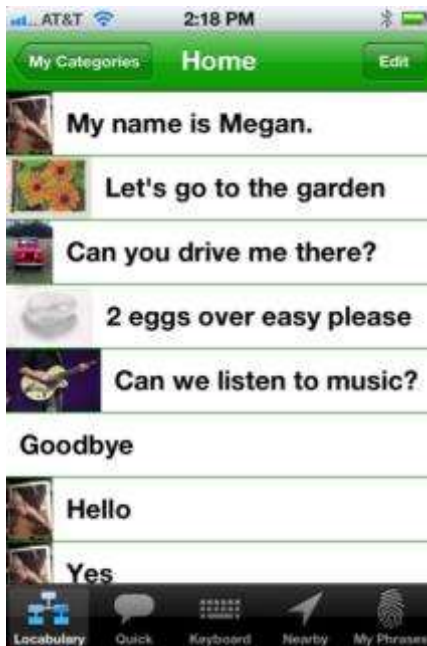 AT&T 2:18 PM
My Categories Home Edit
My name is Megan.
Let's go to the garden
Can you drive me there?
2 eggs over easy please
Can we listen to music?
Goodbye
Hello
Yes
Locabulary Quick Keyboard Nearby My Phrases